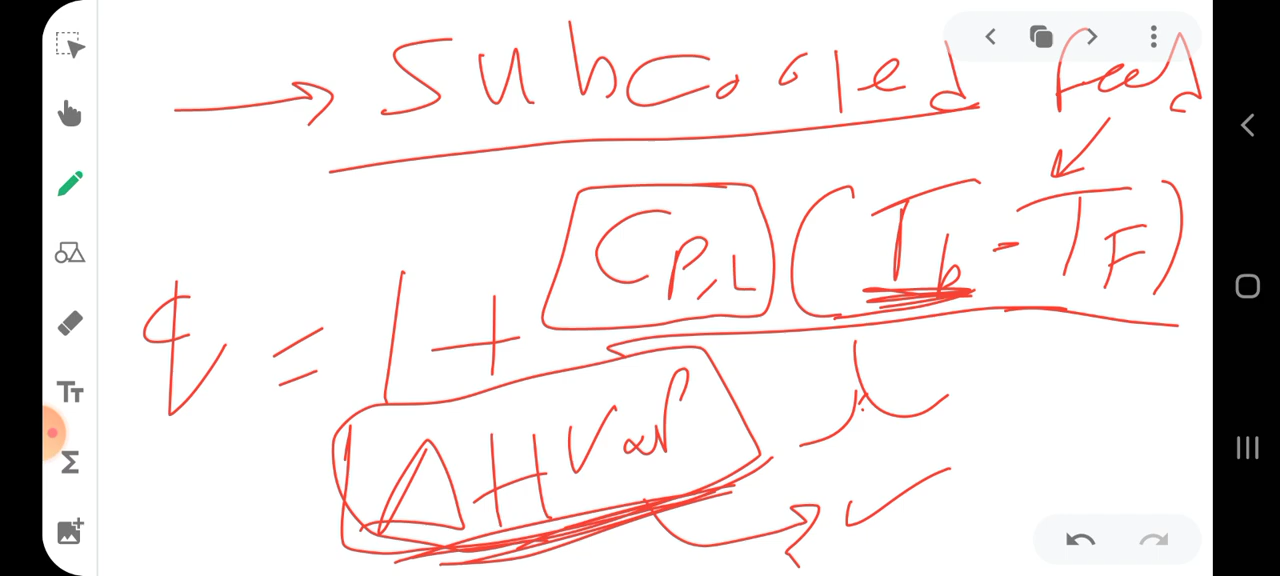 → Subcooled feed
q = 1 + Cp,L (Tb - TF)
ΔHvap